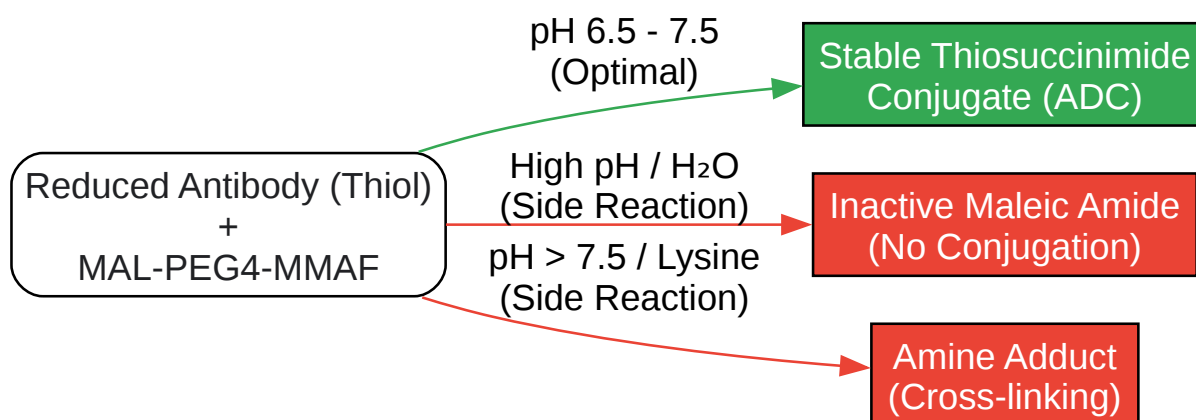 pH 6.5 - 7.5
(Optimal)
Stable Thiosuccinimide
Conjugate (ADC)
Reduced Antibody (Thiol)
+
MAL-PEG4-MMAF
High pH / H₂O
(Side Reaction)
Inactive Maleic Amide
(No Conjugation)
pH > 7.5 / Lysine
(Side Reaction)
Amine Adduct
(Cross-linking)